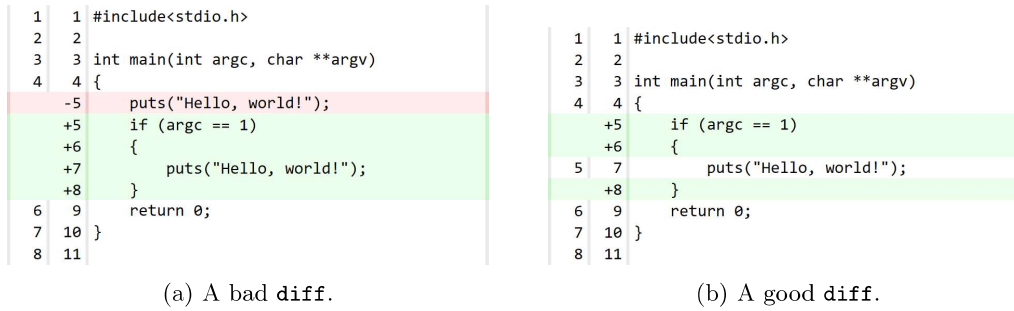 1 1 #include<stdio.h>
2 2
3 3 int main(int argc, char **argv)
4 4 {
-5 puts("Hello, world!");
+5 if (argc == 1)
+6 {
+7 puts("Hello, world!");
+8 }
6 9 return 0;
7 10 }
8 11
(a) A bad diff.
1 1 #include<stdio.h>
2 2
3 3 int main(int argc, char **argv)
4 4 {
+5 if (argc == 1)
+6 {
5 7 puts("Hello, world!");
+8 }
6 9 return 0;
7 10 }
8 11
(b) A good diff.